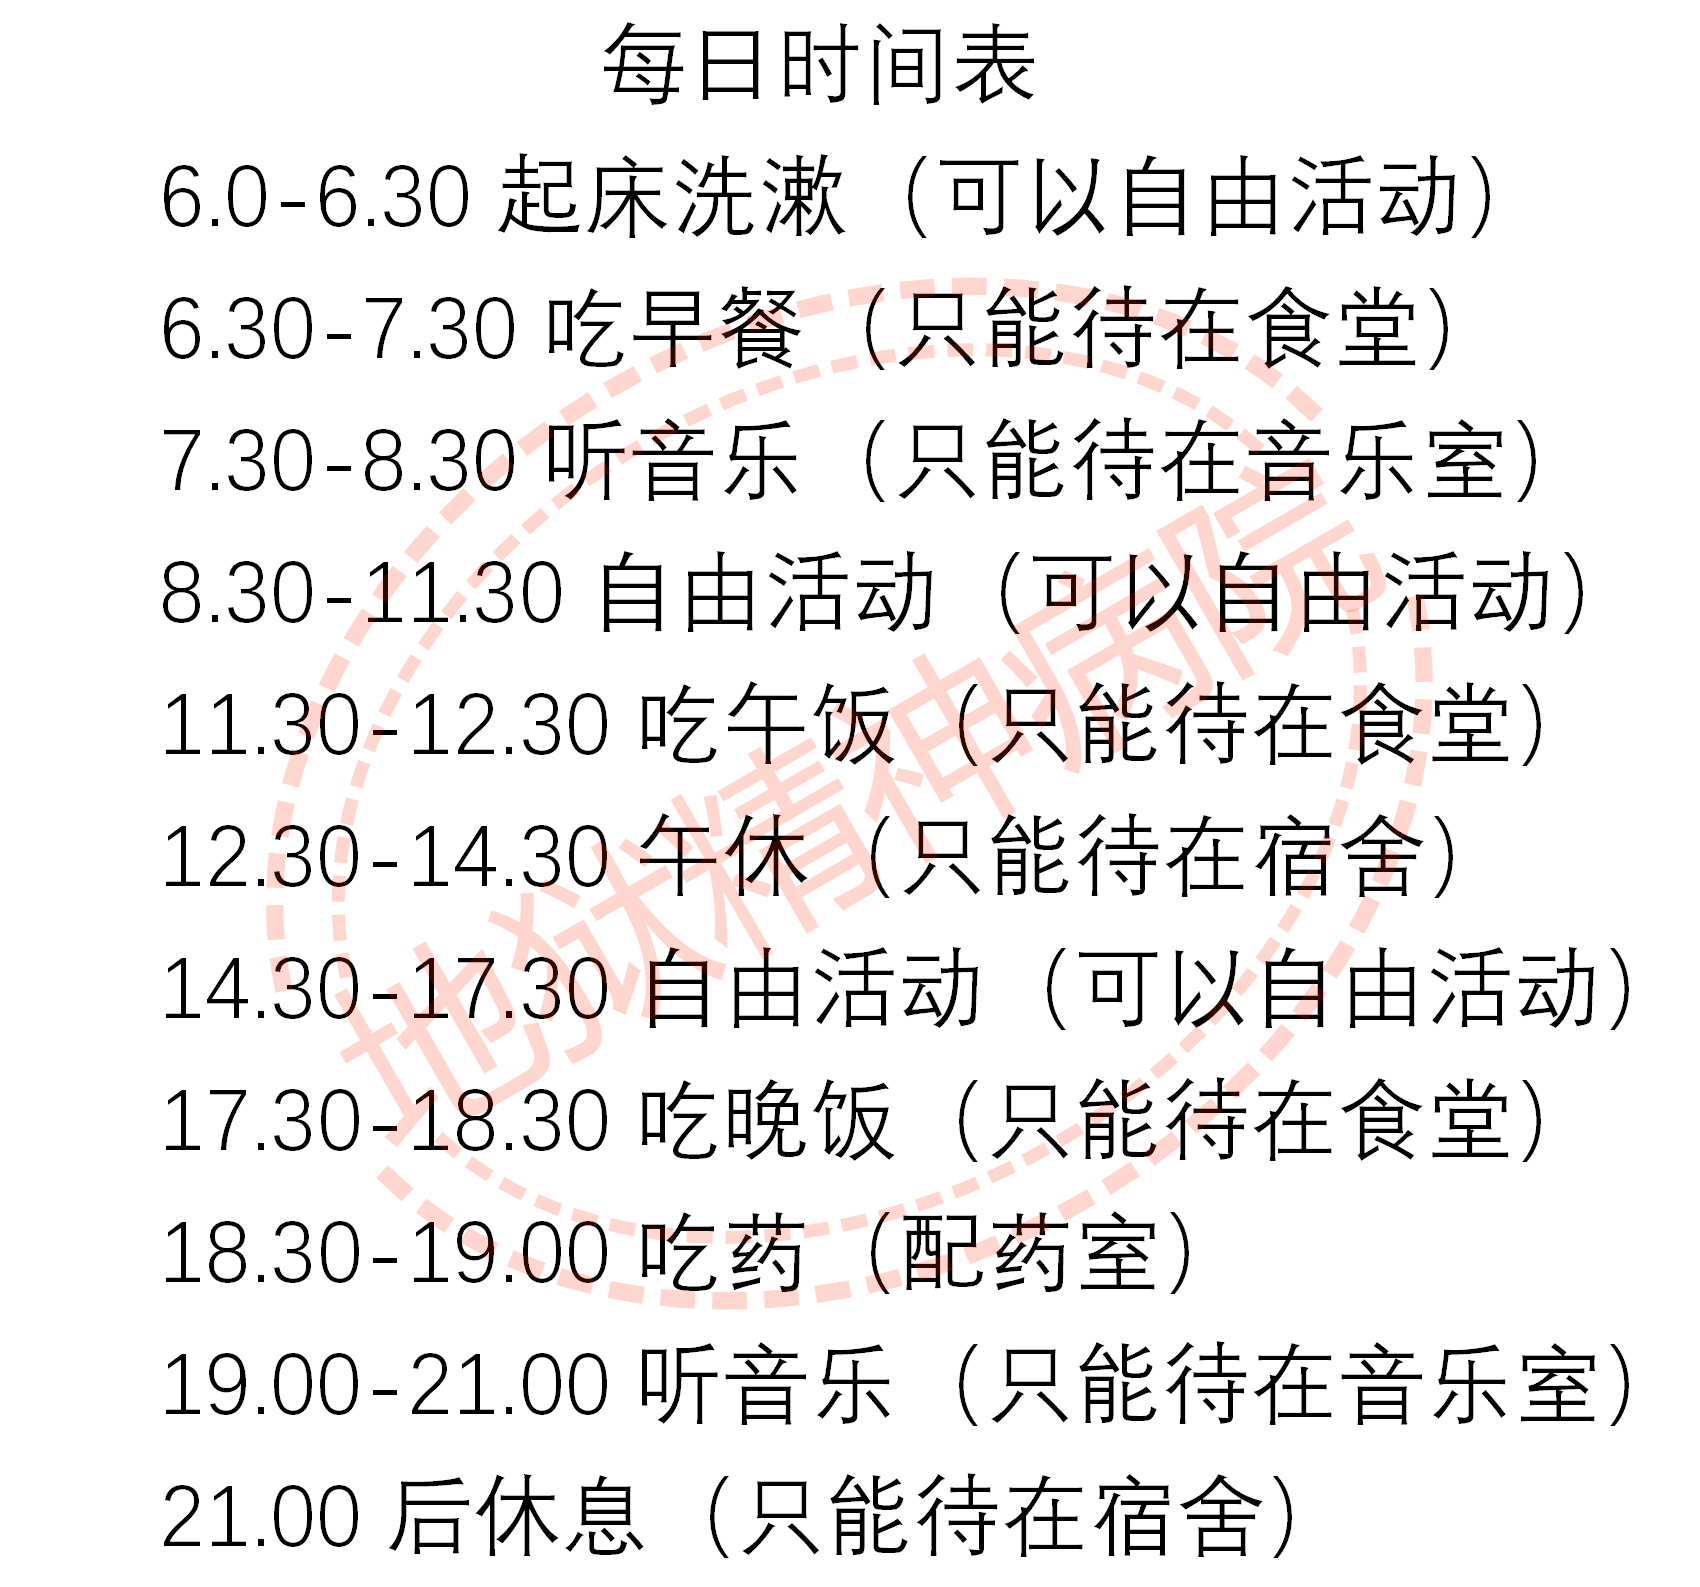 每日时间表
6.0-6.30 起床洗漱（可以自由活动）
6.30-7.30 吃早餐（只能待在食堂）
7.30-8.30 听音乐（只能待在音乐室）
8.30-11.30 自由活动（可以自由活动）
11.30-12.30 吃午饭（只能待在食堂）
12.30-14.30 午休（只能待在宿舍）
14.30-17.30 自由活动（可以自由活动）
17.30-18.30 吃晚饭（只能待在食堂）
18.30-19.00 吃药（配药室）
19.00-21.00 听音乐（只能待在音乐室）
21.00 后休息（只能待在宿舍）
地狱精神病院